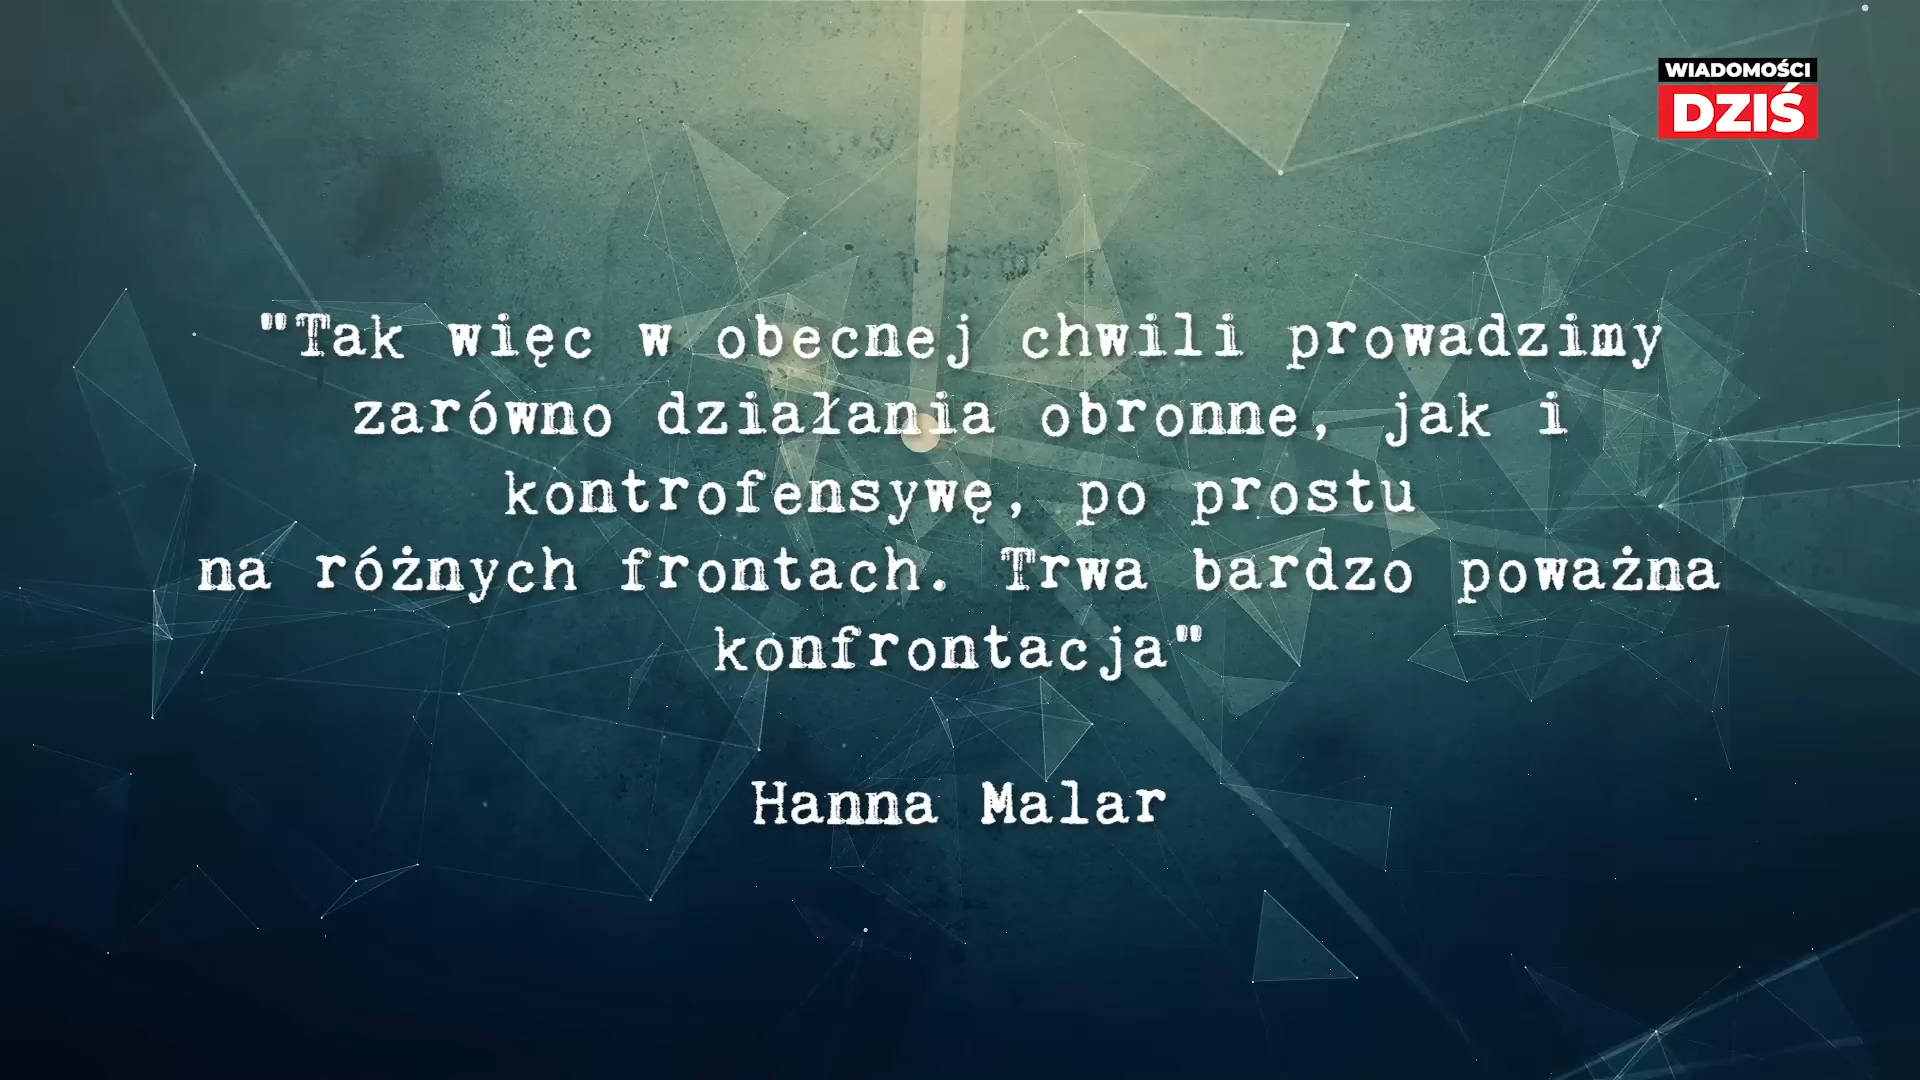 WIADOMOŚCI
DZIŚ
"Tak więc w obecnej chwili prowadzimy
zarówno działania obronne, jak i
kontrofensywę, po prostu
na różnych frontach. Trwa bardzo poważna
konfrontacja"
Hanna Malar